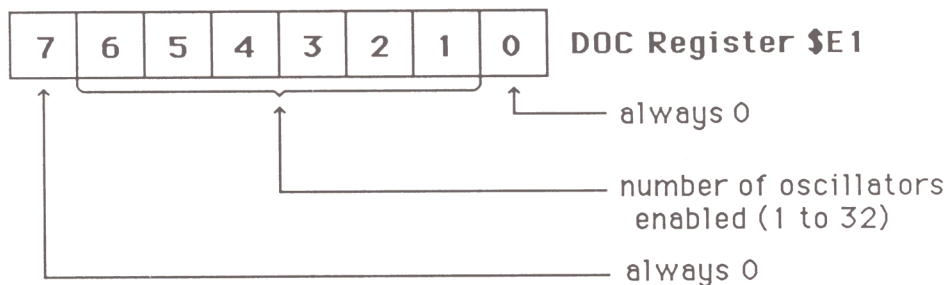 7 6 5 4 3 2 1 0 DOC Register $E1
always 0
number of oscillators
enabled (1 to 32)
always 0